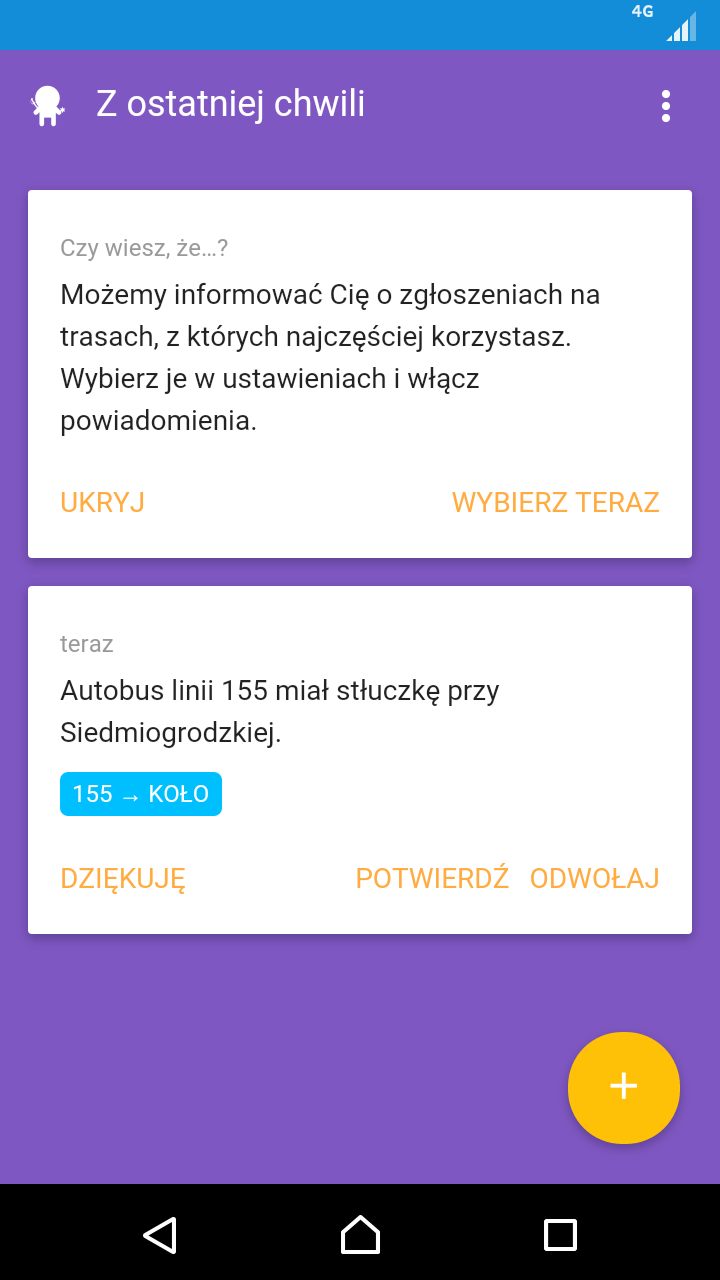 4G
Z ostatniej chwili
Czy wiesz, że...?
Możemy informować Cię o zgłoszeniach na
trasach, z których najczęściej korzystasz.
Wybierz je w ustawieniach i włącz
powiadomienia.
UKRYJ WYBIERZ TERAZ
teraz
Autobus linii 155 miał stłuczkę przy
Siedmiogrodzkiej.
155 → KOŁO
DZIĘKUJĘ POTWIERDŹ ODWOŁAJ
+